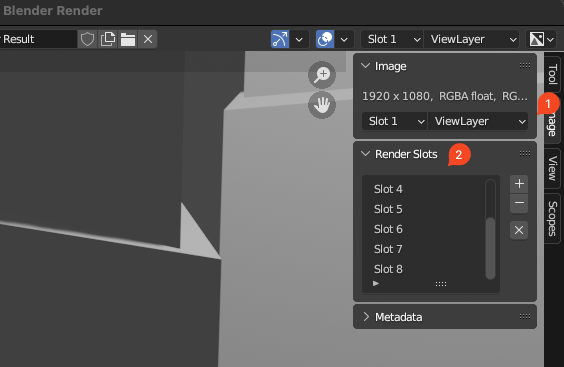 Blender Render
Result
Slot 1
ViewLayer
Image
1920 x 1080, RGBA float, RG...
Slot 1
ViewLayer
Render Slots
2
Slot 4
Slot 5
Slot 6
Slot 7
Slot 8
Metadata
Tool
1
mage
View
Scopes